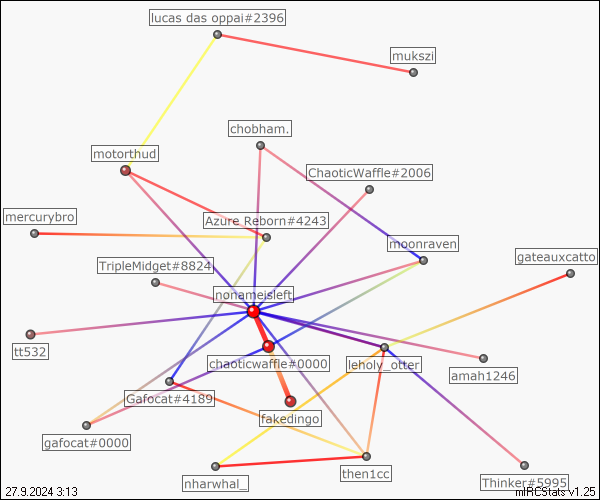 lucas das oppai#2396
mukszi
chobham.
motorthud
ChaoticWaffle#2006
mercurybro
Azure Reborn#4243
moonraven
gateauxcatto
TripleMidget#8824
nonameisleft
tt532
chaoticwaffle#0000
leholy_otter
amah1246
Gafocat#4189
fakedingo
gafocat#0000
then1cc
nharwhal_
Thinker#5995
27.9.2024 3:13
mIRCStats v1.25